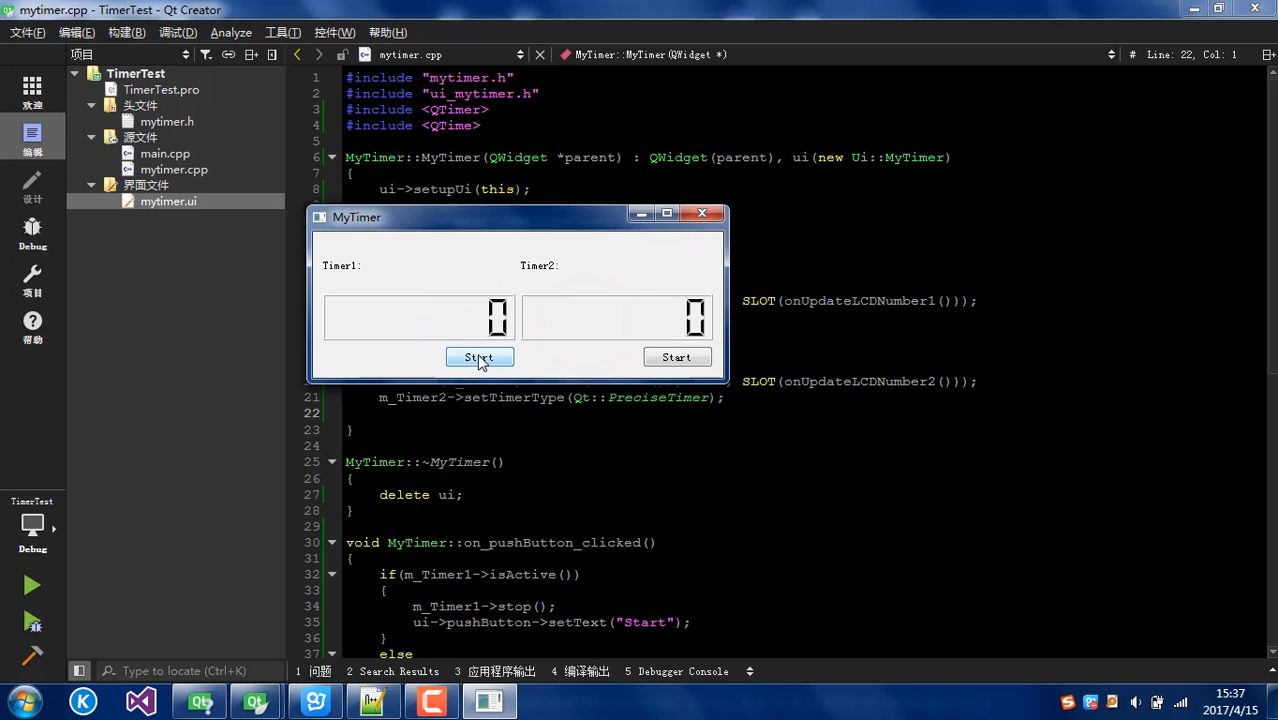 mytimer.cpp - TimerTest - Qt Creator
文件(F) 编辑(E) 构建(B) 调试(D) Analyze 工具(T) 控件(W) 帮助(H)
项目 mytimer.cpp MyTimer::MyTimer(QWidget *) # Line: 22, Col: 1
欢迎
编辑
设计
Debug
项目
帮助
TimerTest
Debug
TimerTest
TimerTest.pro
头文件
mytimer.h
源文件
main.cpp
mytimer.cpp
界面文件
mytimer.ui
1 #include "mytimer.h"
2 #include "ui_mytimer.h"
3 #include <QTimer>
4 #include <QTime>
5
6 MyTimer::MyTimer(QWidget *parent) : QWidget(parent), ui(new Ui::MyTimer)
7 {
8 ui->setupUi(this);
MyTimer
Timer1: Timer2:
0 0
Start Start
SLOT(onUpdateLCDNumber1()));
SLOT(onUpdateLCDNumber2()));
21 m_Timer2->setTimerType(Qt::PreciseTimer);
22
23 }
24
25 MyTimer::~MyTimer()
26 {
27 delete ui;
28 }
29
30 void MyTimer::on_pushButton_clicked()
31 {
32 if(m_Timer1->isActive())
33 {
34 m_Timer1->stop();
35 ui->pushButton->setText("Start");
36 }
37 else
Type to locate (Ctrl+K) 1 问题 2 Search Results 3 应用程序输出 4 编译输出 5 Debugger Console
15:37
2017/4/15